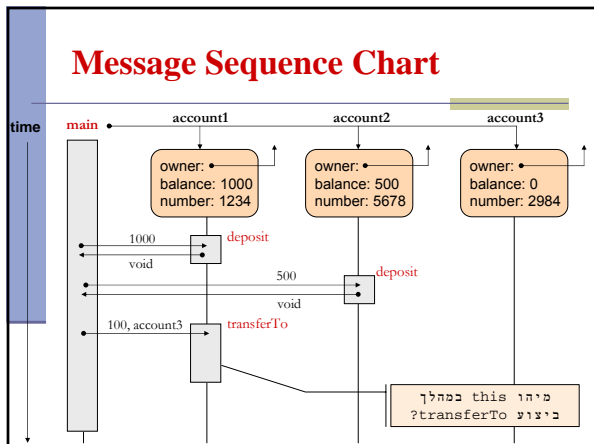 Message Sequence Chart
time
main
account1
account2
account3
owner:
balance: 1000
number: 1234
owner:
balance: 500
number: 5678
owner:
balance: 0
number: 2984
1000
deposit
void
500
deposit
void
100, account3
transferTo
מיהו this במהלך
ביצוע transferTo?